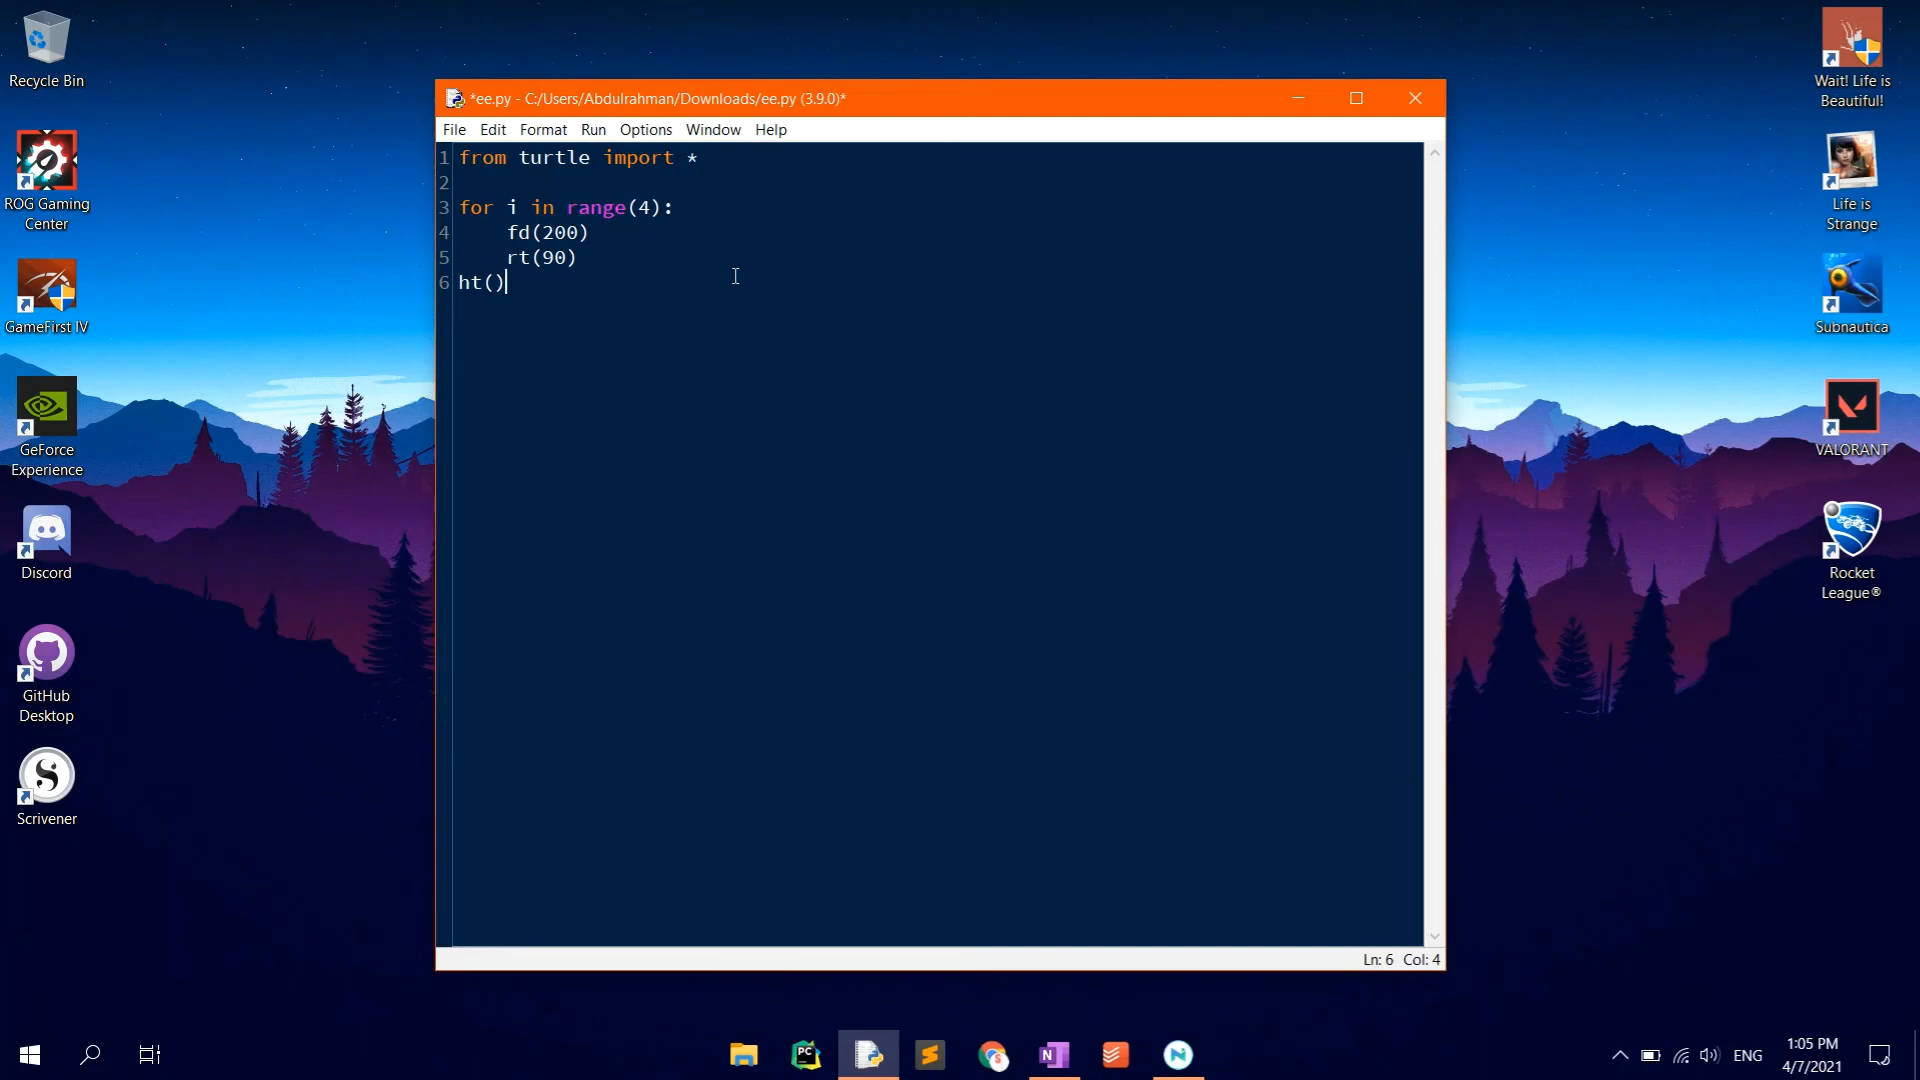 Recycle Bin
ROG Gaming
Center
GameFirst IV
GeForce
Experience
Discord
GitHub
Desktop
Scrivener
*ee.py - C:/Users/Abdulrahman/Downloads/ee.py (3.9.0)*
File Edit Format Run Options Window Help
1 from turtle import *
2
3 for i in range(4):
4     fd(200)
5     rt(90)
6 ht()
Ln: 6 Col: 4
Wait! Life is
Beautiful!
Life is
Strange
Subnautica
VALORANT
Rocket
League®
PC
N
ENG
1:05 PM
4/7/2021